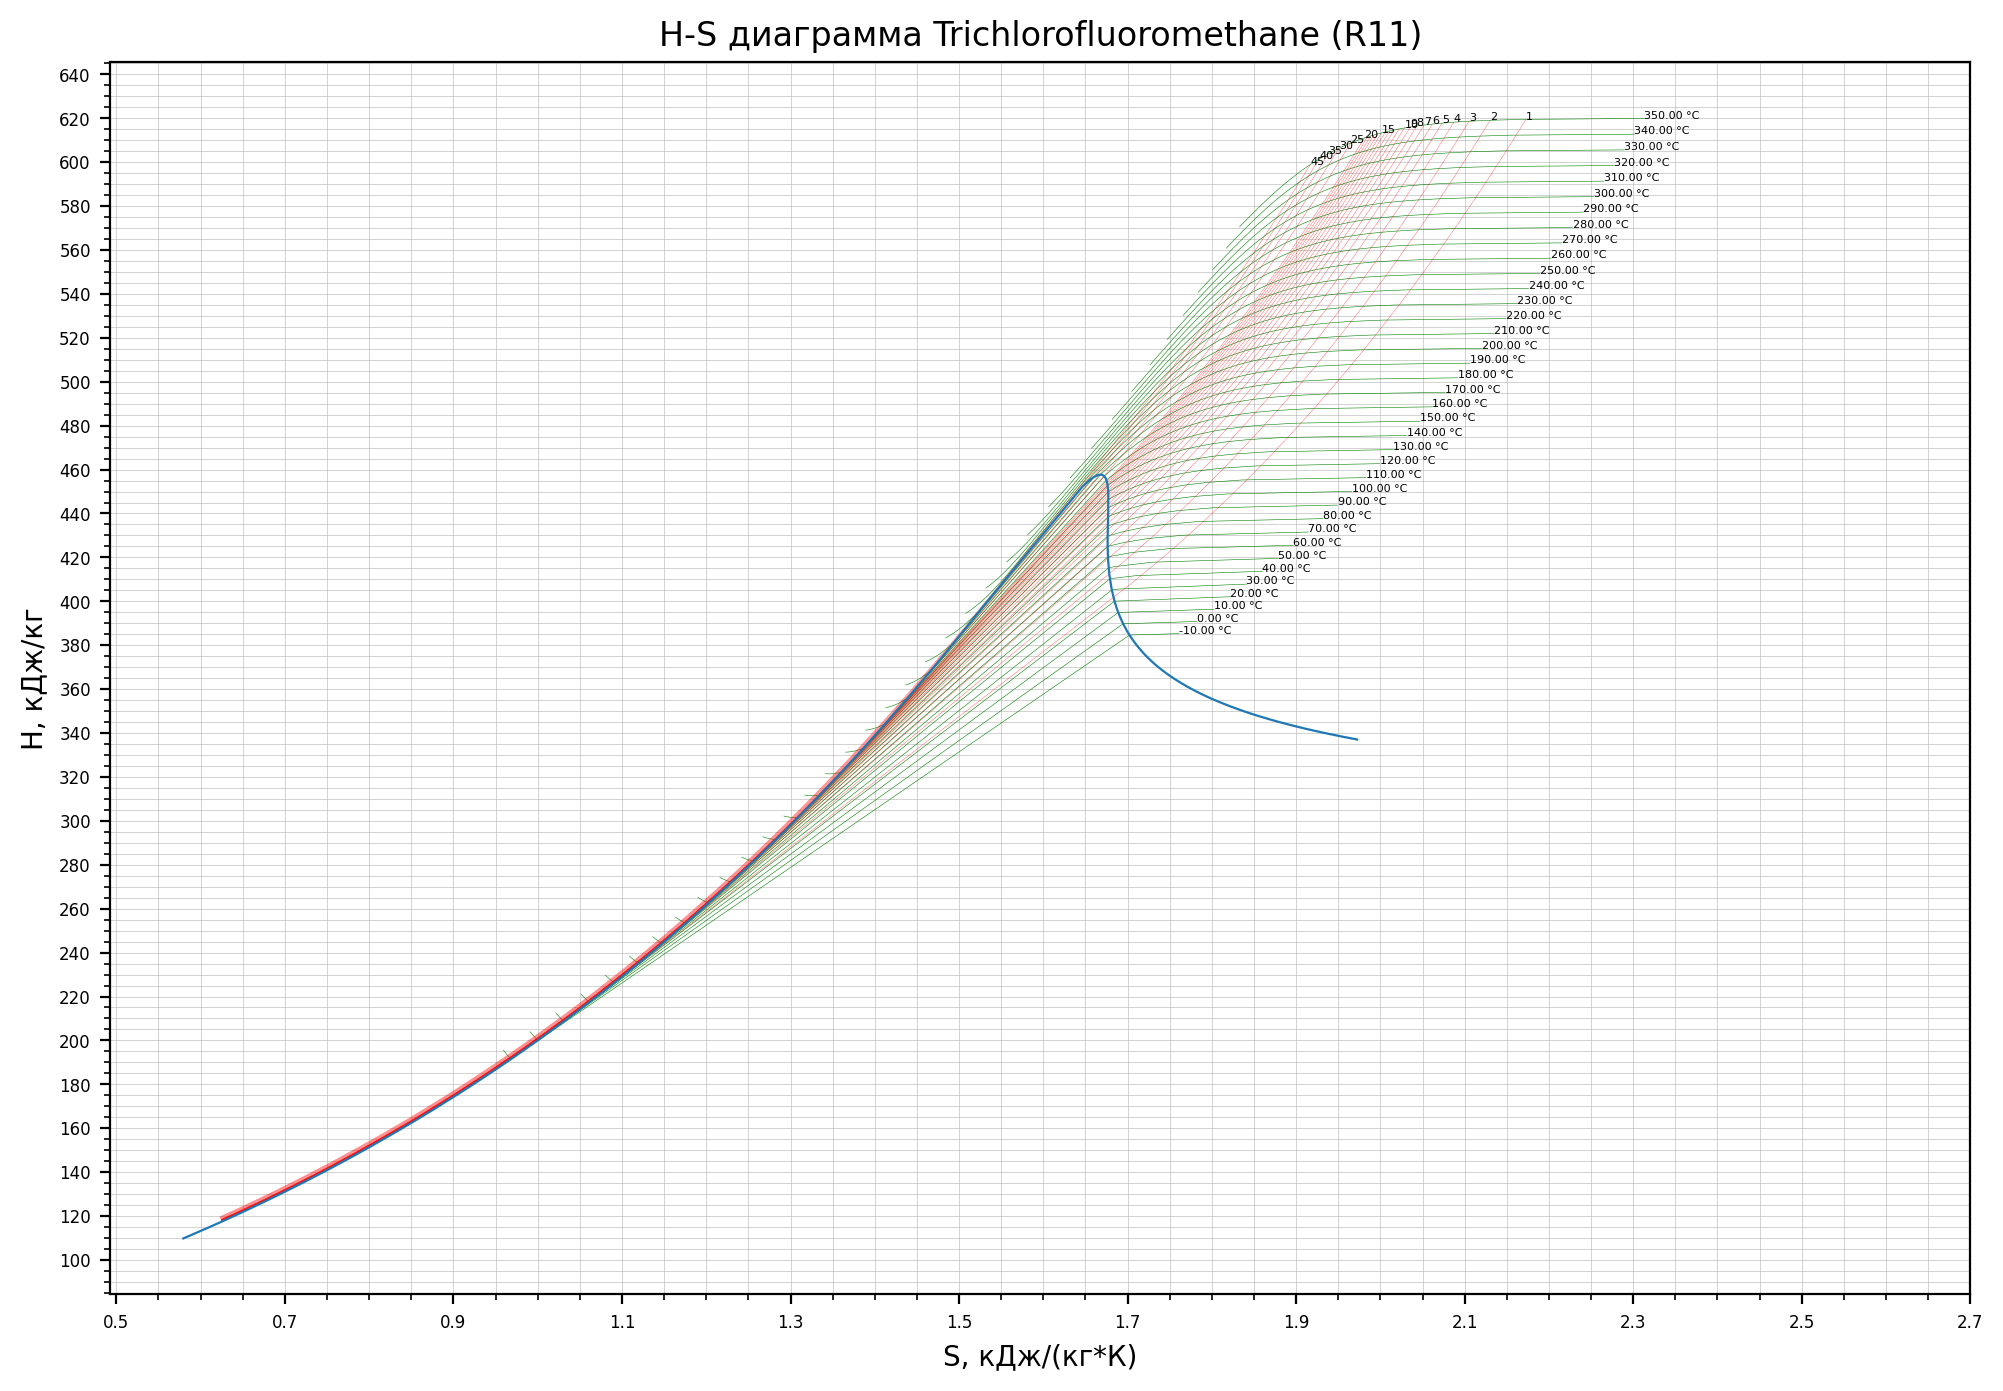 H-S диаграмма Trichlorofluoromethane (R11)
640
620
600
580
560
540
520
500
480
460
440
420
400
380
360
340
320
300
280
260
240
220
200
180
160
140
120
100
H, кДж/кг
45
40
35
30
25
20
15
10
9
8
7
6
5
4
3
2
1
350.00 °C
340.00 °C
330.00 °C
320.00 °C
310.00 °C
300.00 °C
290.00 °C
280.00 °C
270.00 °C
260.00 °C
250.00 °C
240.00 °C
230.00 °C
220.00 °C
210.00 °C
200.00 °C
190.00 °C
180.00 °C
170.00 °C
160.00 °C
150.00 °C
140.00 °C
130.00 °C
120.00 °C
110.00 °C
100.00 °C
90.00 °C
80.00 °C
70.00 °C
60.00 °C
50.00 °C
40.00 °C
30.00 °C
20.00 °C
10.00 °C
0.00 °C
-10.00 °C
0.5 0.7 0.9 1.1 1.3 1.5 1.7 1.9 2.1 2.3 2.5 2.7
S, кДж/(кг*К)